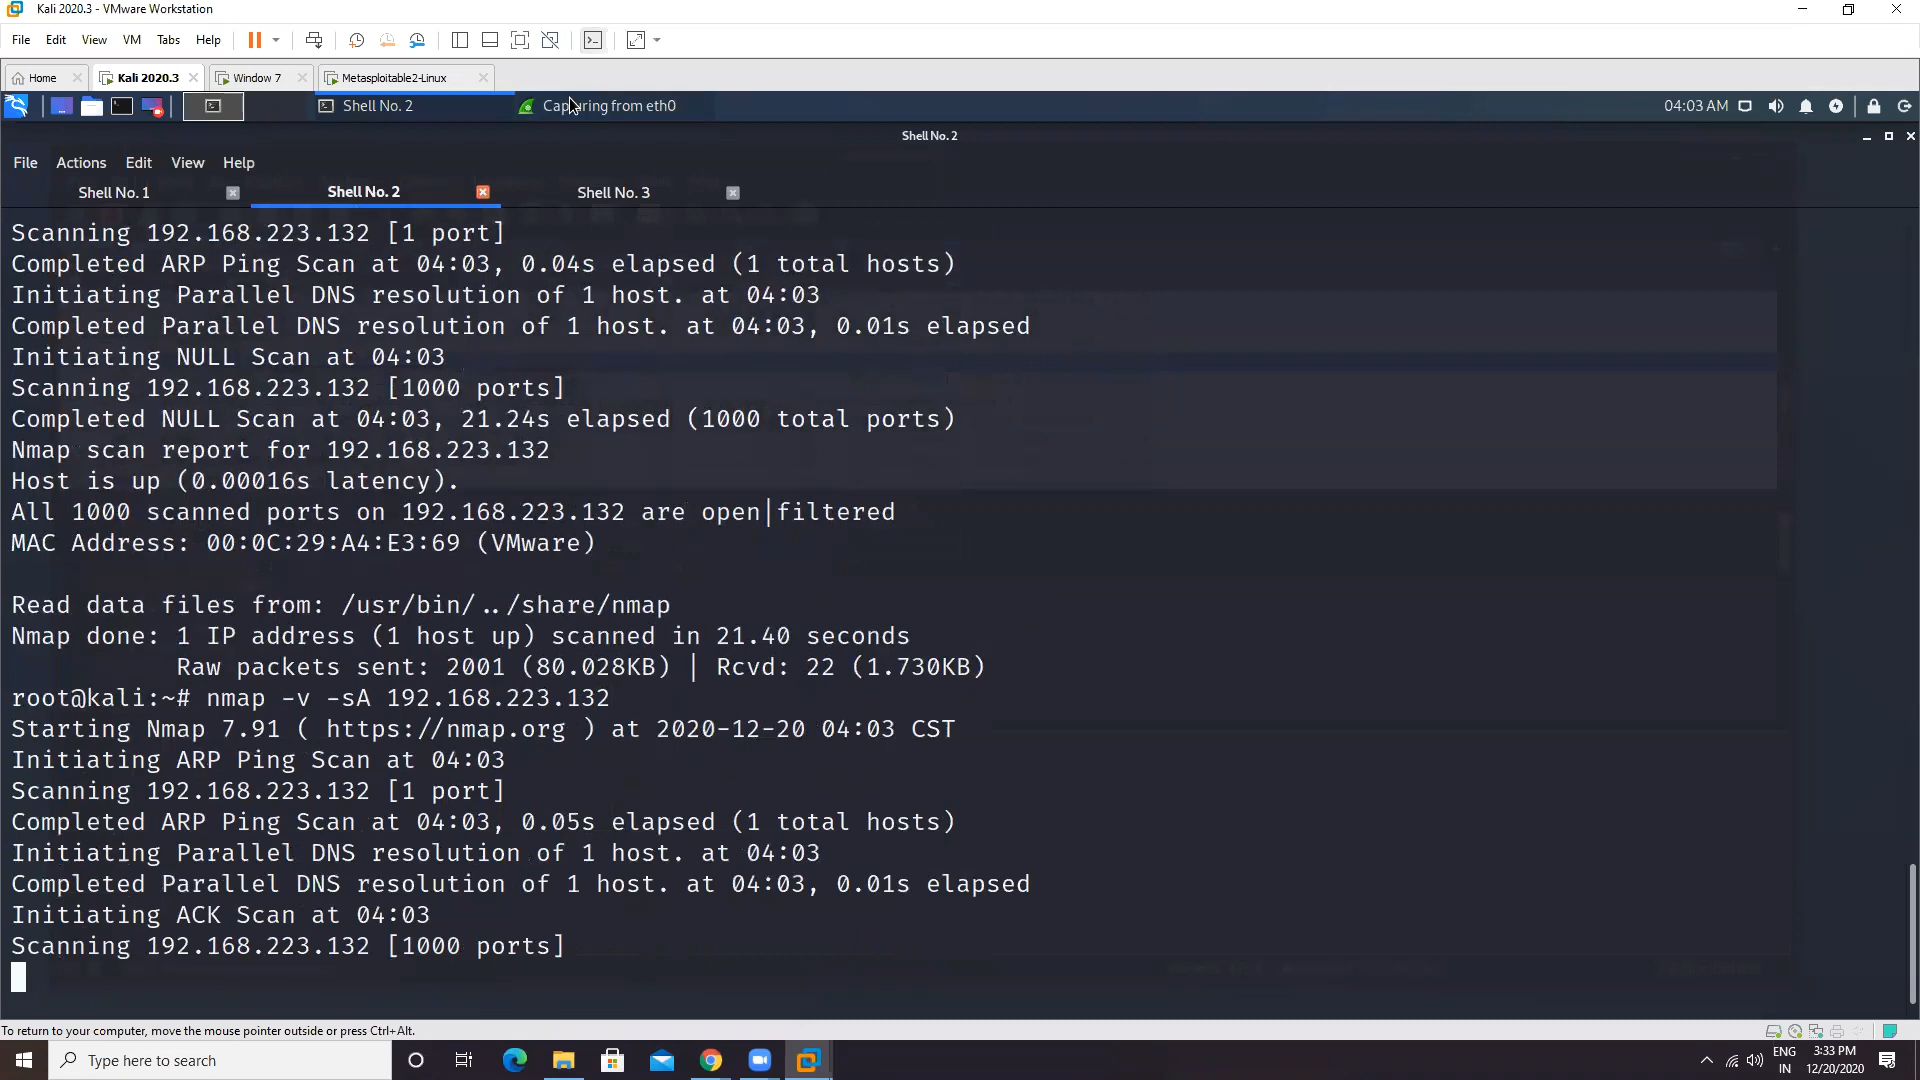 Kali 2020.3 - VMware Workstation
File Edit View VM Tabs Help
Home Kali 2020.3 Window 7 Metasploitable2-Linux
Shell No. 2 Capturing from eth0 04:03 AM
Shell No. 2
File Actions Edit View Help
Shell No. 1 Shell No. 2 Shell No. 3
Scanning 192.168.223.132 [1 port]
Completed ARP Ping Scan at 04:03, 0.04s elapsed (1 total hosts)
Initiating Parallel DNS resolution of 1 host. at 04:03
Completed Parallel DNS resolution of 1 host. at 04:03, 0.01s elapsed
Initiating NULL Scan at 04:03
Scanning 192.168.223.132 [1000 ports]
Completed NULL Scan at 04:03, 21.24s elapsed (1000 total ports)
Nmap scan report for 192.168.223.132
Host is up (0.00016s latency).
All 1000 scanned ports on 192.168.223.132 are open|filtered
MAC Address: 00:0C:29:A4:E3:69 (VMware)
Read data files from: /usr/bin/../share/nmap
Nmap done: 1 IP address (1 host up) scanned in 21.40 seconds
Raw packets sent: 2001 (80.028KB) | Rcvd: 22 (1.730KB)
root@kali:~# nmap -v -sA 192.168.223.132
Starting Nmap 7.91 ( https://nmap.org ) at 2020-12-20 04:03 CST
Initiating ARP Ping Scan at 04:03
Scanning 192.168.223.132 [1 port]
Completed ARP Ping Scan at 04:03, 0.05s elapsed (1 total hosts)
Initiating Parallel DNS resolution of 1 host. at 04:03
Completed Parallel DNS resolution of 1 host. at 04:03, 0.01s elapsed
Initiating ACK Scan at 04:03
Scanning 192.168.223.132 [1000 ports]
To return to your computer, move the mouse pointer outside or press Ctrl+Alt.
Type here to search
ENG 3:33 PM
IN 12/20/2020